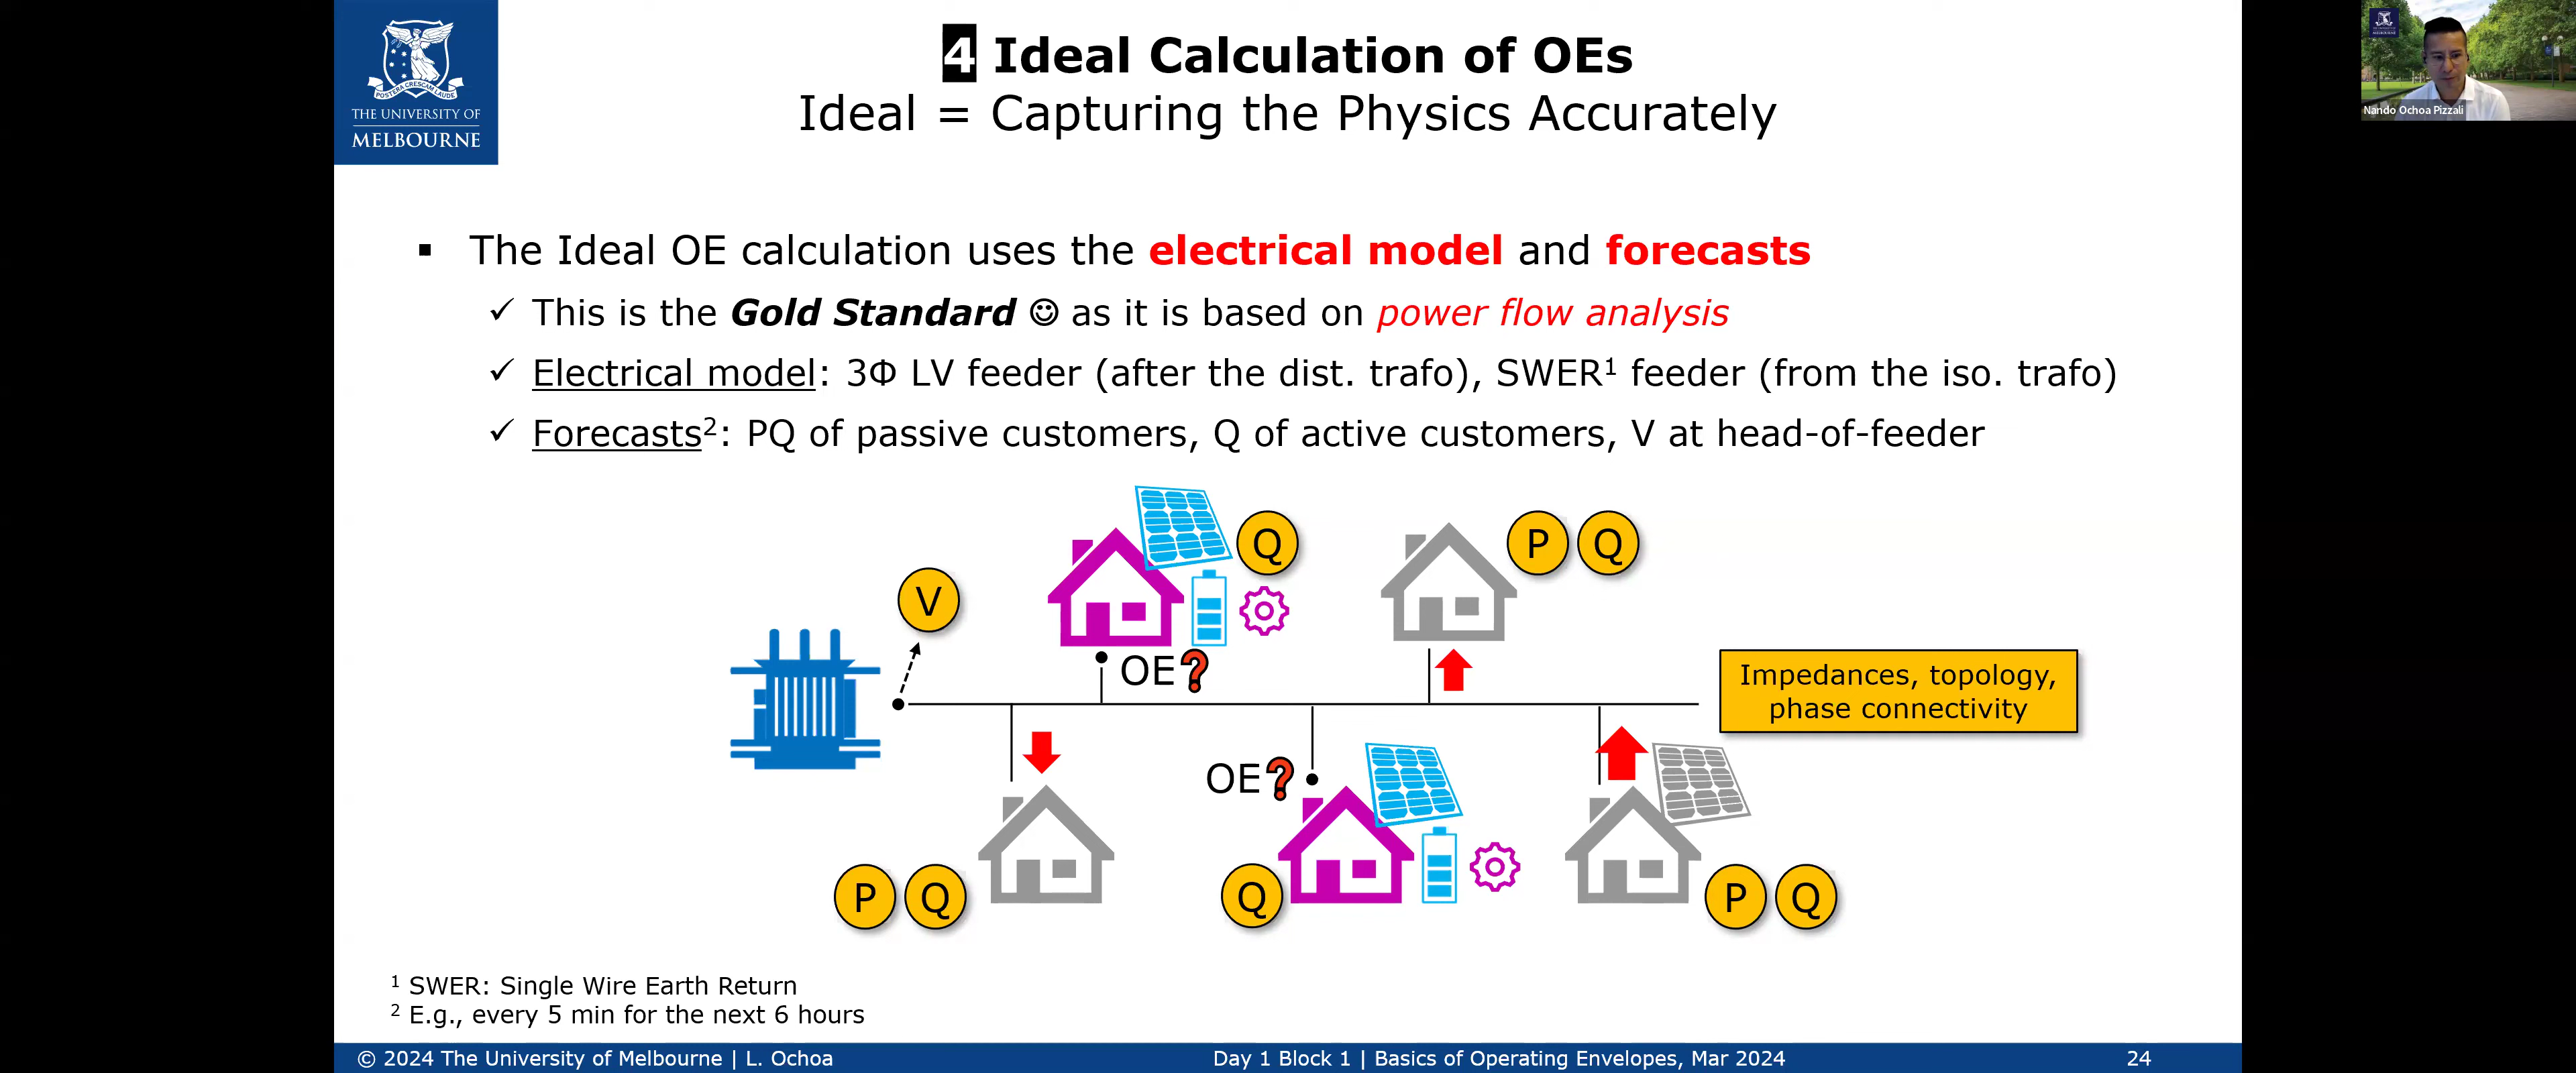 4 Ideal Calculation of OEs
Ideal = Capturing the Physics Accurately
POSTERA CRESCAM LAUDE
THE UNIVERSITY OF
MELBOURNE
Nando Ochoa Pizzali
▪ The Ideal OE calculation uses the electrical model and forecasts
✓ This is the Gold Standard ☺ as it is based on power flow analysis
✓ Electrical model: 3Φ LV feeder (after the dist. trafo), SWER¹ feeder (from the iso. trafo)
✓ Forecasts²: PQ of passive customers, Q of active customers, V at head-of-feeder
Q
P Q
V
OE?
Impedances, topology,
phase connectivity
OE?
P Q
Q
P Q
¹ SWER: Single Wire Earth Return
² E.g., every 5 min for the next 6 hours
© 2024 The University of Melbourne | L. Ochoa
Day 1 Block 1 | Basics of Operating Envelopes, Mar 2024
24